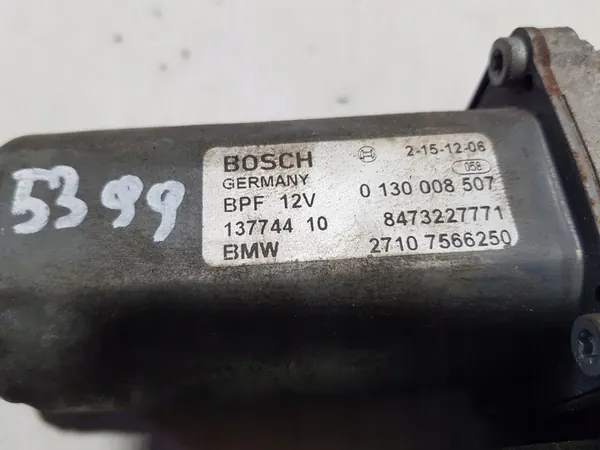 5399
BOSCH 2-15-12-06
GERMANY 058
BPF 12V 0 130 008 507
137744 10 8473227771
BMW 2710 7566250